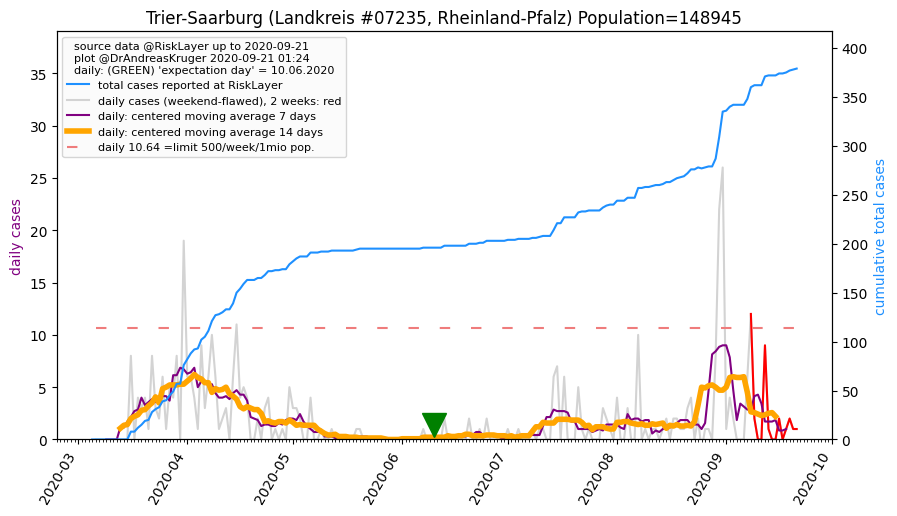 Trier-Saarburg (Landkreis #07235, Rheinland-Pfalz) Population=148945
source data @RiskLayer up to 2020-09-21
plot @DrAndreasKruger 2020-09-21 01:24
daily: (GREEN) 'expectation day' = 10.06.2020
total cases reported at RiskLayer
daily cases (weekend-flawed), 2 weeks: red
daily: centered moving average 7 days
daily: centered moving average 14 days
daily 10.64 =limit 500/week/1mio pop.
daily cases
35
30
25
20
15
10
5
0
cumulative total cases
400
350
300
250
200
150
100
50
0
2020-03
2020-04
2020-05
2020-06
2020-07
2020-08
2020-09
2020-10